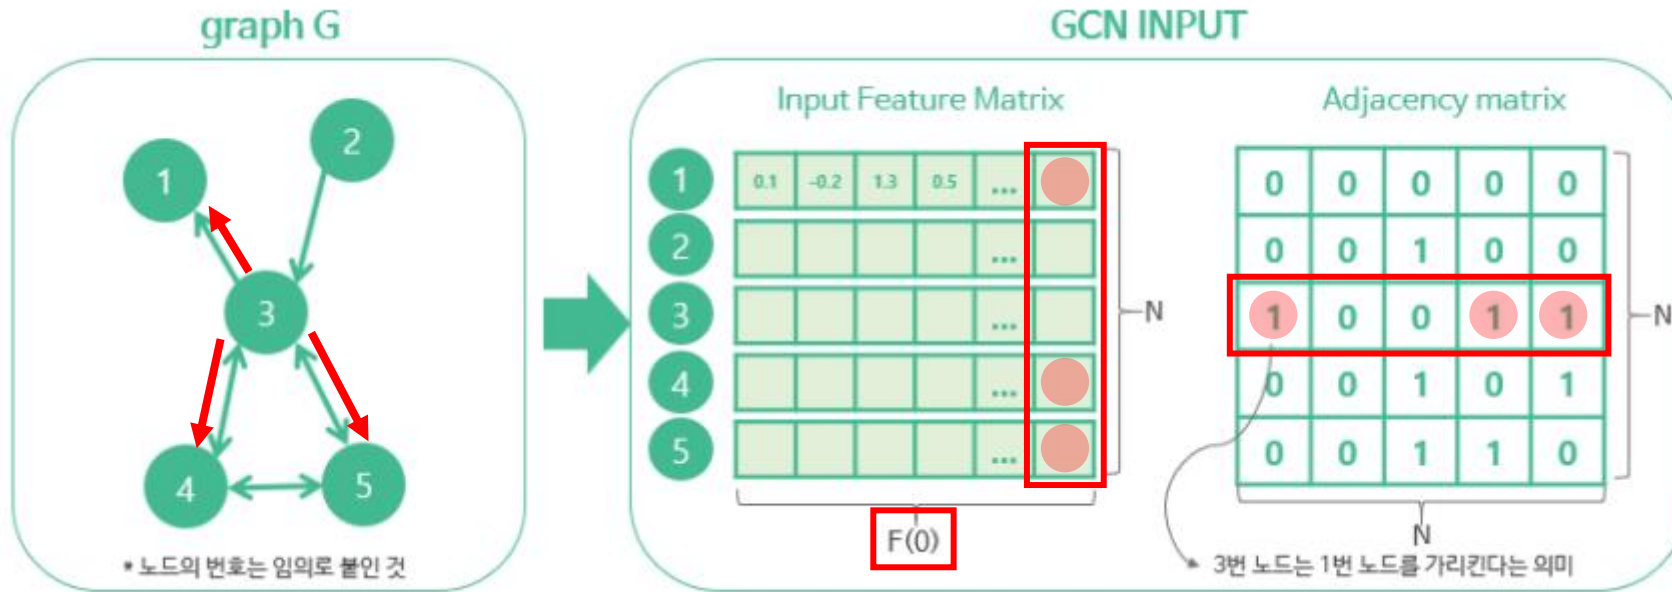 graph G
GCN INPUT
1
2
3
4
5
* 노드의 번호는 임의로 붙인 것
Input Feature Matrix
1 0.1 -0.2 1.3 0.5 ...
2 ...
3 ...
4 ...
5 ...
N
F(0)
Adjacency matrix
0 0 0 0 0
0 0 1 0 0
1 0 0 1 1
0 0 1 0 1
0 0 1 1 0
N
N
3번 노드는 1번 노드를 가리킨다는 의미